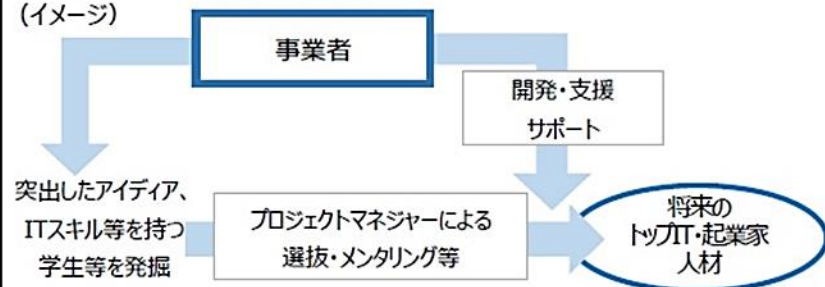 (イメージ)
事業者
開発・支援
サポート
突出したアイディア、
ITスキル等を持つ
学生等を発掘
プロジェクトマネジャーによる
選抜・メンタリング等
将来の
トップIT・起業家
人材